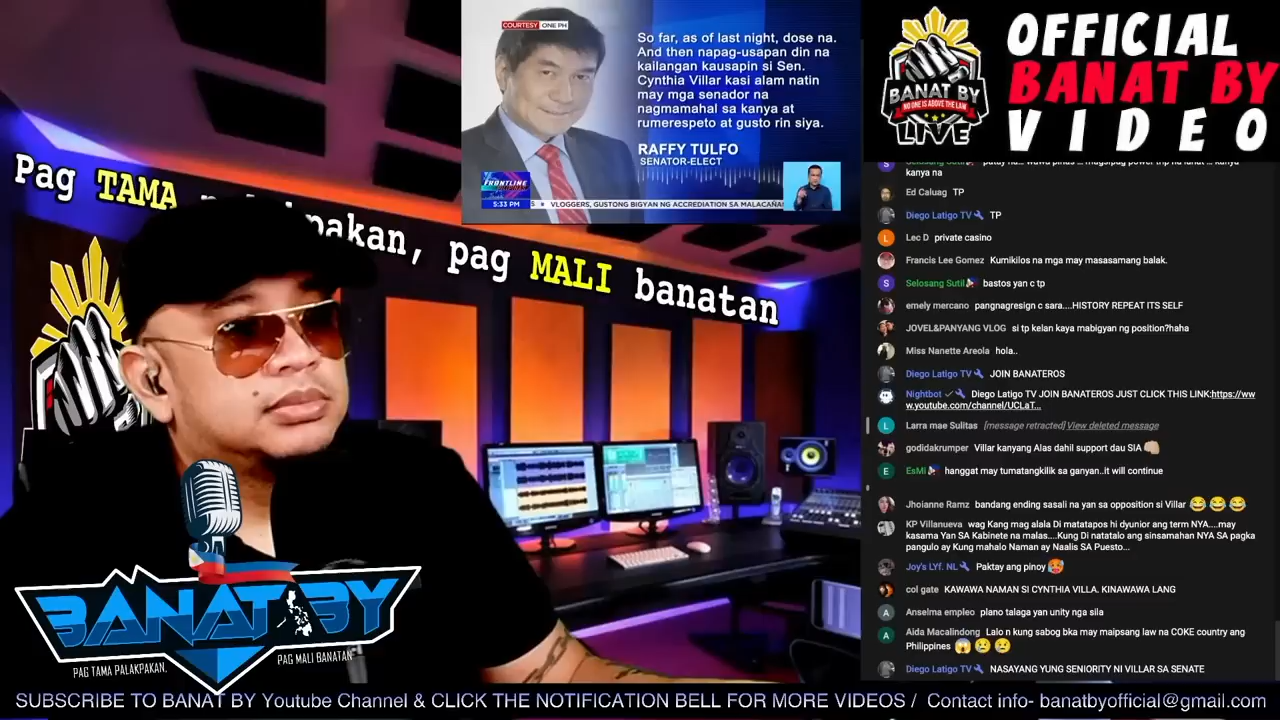 COURTESY ONE PH
So far, as of last night, dose na.
And then napag-usapan din na
kailangan kausapin si Sen.
Cynthia Villar kasi alam natin
may mga senador na
nagmamahal sa kanya at
rumerespeto at gusto rin siya.
RAFFY TULFO
SENATOR-ELECT
FRONTLINE
5:33 PM
VLOGGERS, GUSTONG BIGYAN NG ACCREDITATION SA MALACAÑA
BANAT BY
NO ONE IS ABOVE THE LAW
LIVE
OFFICIAL
BANAT BY
VIDEO
Pag TAMA pakan, pag MALI banatan
kanya na
Ed Caluag TP
Diego Latigo TV TP
Lec D private casino
Francis Lee Gomez Kumikilos na mga may masasamang balak.
Selosang Sutil bastos yan c tp
emely mercano pangnagresign c sara....HISTORY REPEAT ITS SELF
JOVEL&PANYANG VLOG si tp kelan kaya mabigyan ng position?haha
Miss Nanette Areola hola..
Diego Latigo TV JOIN BANATEROS
Nightbot Diego Latigo TV JOIN BANATEROS JUST CLICK THIS LINK:https://ww
w.youtube.com/channel/UCLaT...
Larra mae Sulitas [message retracted] View deleted message
godidakrumper Villar kanyang Alas dahil support dau SIA 👊🏼
EsMi hanggat may tumatangkilik sa ganyan..it will continue
Jhoianne Ramz bandang ending sasali na yan sa opposition si Villar 😂 😂 😂
KP Villanueva wag Kang mag alala Di matatapos hi dyunior ang term NYA....may
kasama Yan SA Kabinete na malas....Kung Di natatalo ang sinsamahan NYA SA pagka
pangulo ay Kung mahalo Naman ay Naalis SA Puesto...
Joy's LYf. NL Paktay ang pinoy 🥵
col gate KAWAWA NAMAN SI CYNTHIA VILLA. KINAWAWA LANG
Anselma empleo plano talaga yan unity nga sila
Aida Macalindong Lalo n kung sabog bka may maipsang law na COKE country ang
Philippines 😱 😢 😢
Diego Latigo TV NASAYANG YUNG SENIORITY NI VILLAR SA SENATE
BANAT BY
PAG TAMA PALAKPAKAN,
PAG MALI BANATAN
SUBSCRIBE TO BANAT BY Youtube Channel & CLICK THE NOTIFICATION BELL FOR MORE VIDEOS / Contact info- banatbyofficial@gmail.com